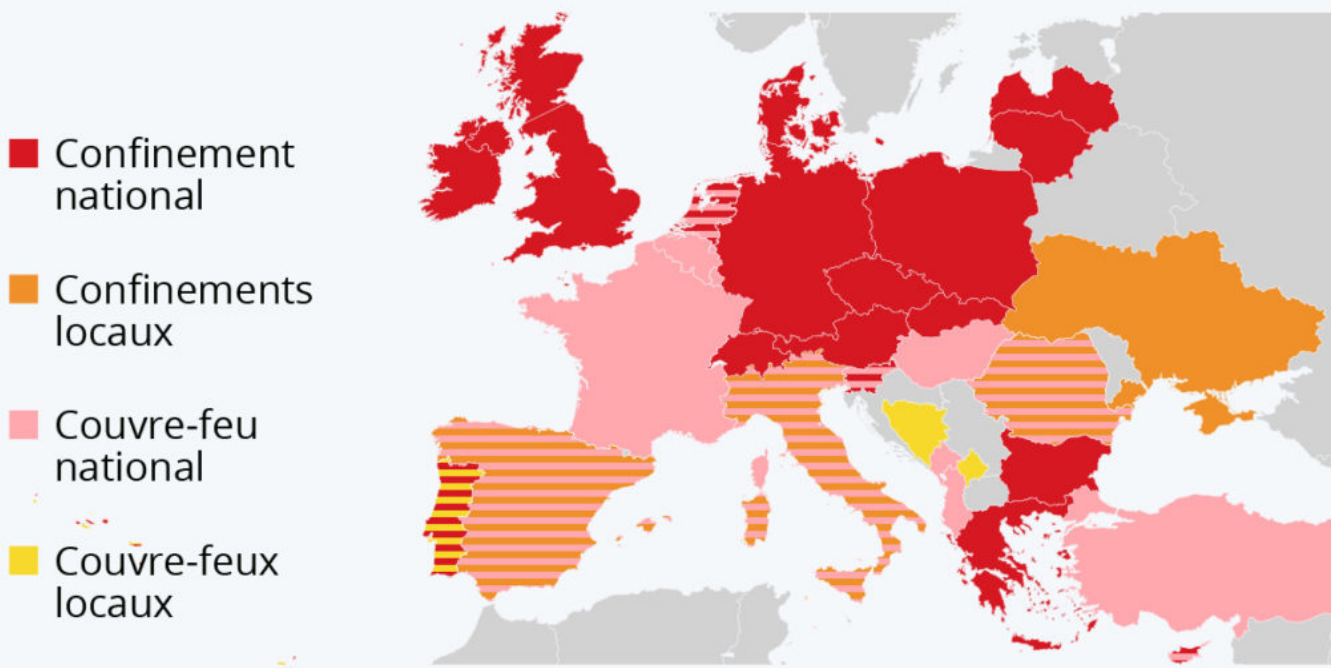 Confinement
national
Confinements
locaux
Couvre-feu
national
Couvre-feux
locaux